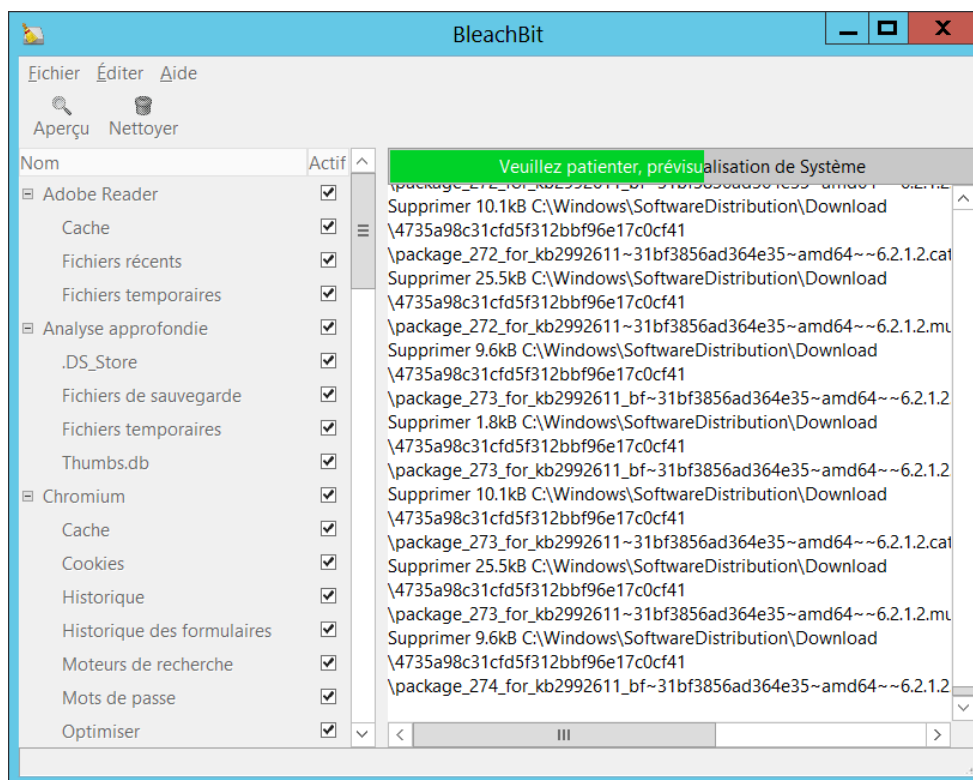 BleachBit
Fichier Éditer Aide
Aperçu Nettoyer
Nom Actif
Adobe Reader
Cache
Fichiers récents
Fichiers temporaires
Analyse approfondie
.DS_Store
Fichiers de sauvegarde
Fichiers temporaires
Thumbs.db
Chromium
Cache
Cookies
Historique
Historique des formulaires
Moteurs de recherche
Mots de passe
Optimiser
Veuillez patienter, prévisualisation de Système
\package_272_for_kb2992611_bf~31bf3856ad364e35~amd64~~6.2.1.2
Supprimer 10.1kB C:\Windows\SoftwareDistribution\Download
\4735a98c31cfd5f312bbf96e17c0cf41
\package_272_for_kb2992611~31bf3856ad364e35~amd64~~6.2.1.2.cat
Supprimer 25.5kB C:\Windows\SoftwareDistribution\Download
\4735a98c31cfd5f312bbf96e17c0cf41
\package_272_for_kb2992611~31bf3856ad364e35~amd64~~6.2.1.2.mu
Supprimer 9.6kB C:\Windows\SoftwareDistribution\Download
\4735a98c31cfd5f312bbf96e17c0cf41
\package_273_for_kb2992611_bf~31bf3856ad364e35~amd64~~6.2.1.2
Supprimer 1.8kB C:\Windows\SoftwareDistribution\Download
\4735a98c31cfd5f312bbf96e17c0cf41
\package_273_for_kb2992611_bf~31bf3856ad364e35~amd64~~6.2.1.2
Supprimer 10.1kB C:\Windows\SoftwareDistribution\Download
\4735a98c31cfd5f312bbf96e17c0cf41
\package_273_for_kb2992611~31bf3856ad364e35~amd64~~6.2.1.2.cat
Supprimer 25.5kB C:\Windows\SoftwareDistribution\Download
\4735a98c31cfd5f312bbf96e17c0cf41
\package_273_for_kb2992611~31bf3856ad364e35~amd64~~6.2.1.2.mu
Supprimer 9.6kB C:\Windows\SoftwareDistribution\Download
\4735a98c31cfd5f312bbf96e17c0cf41
\package_274_for_kb2992611_bf~31bf3856ad364e35~amd64~~6.2.1.2